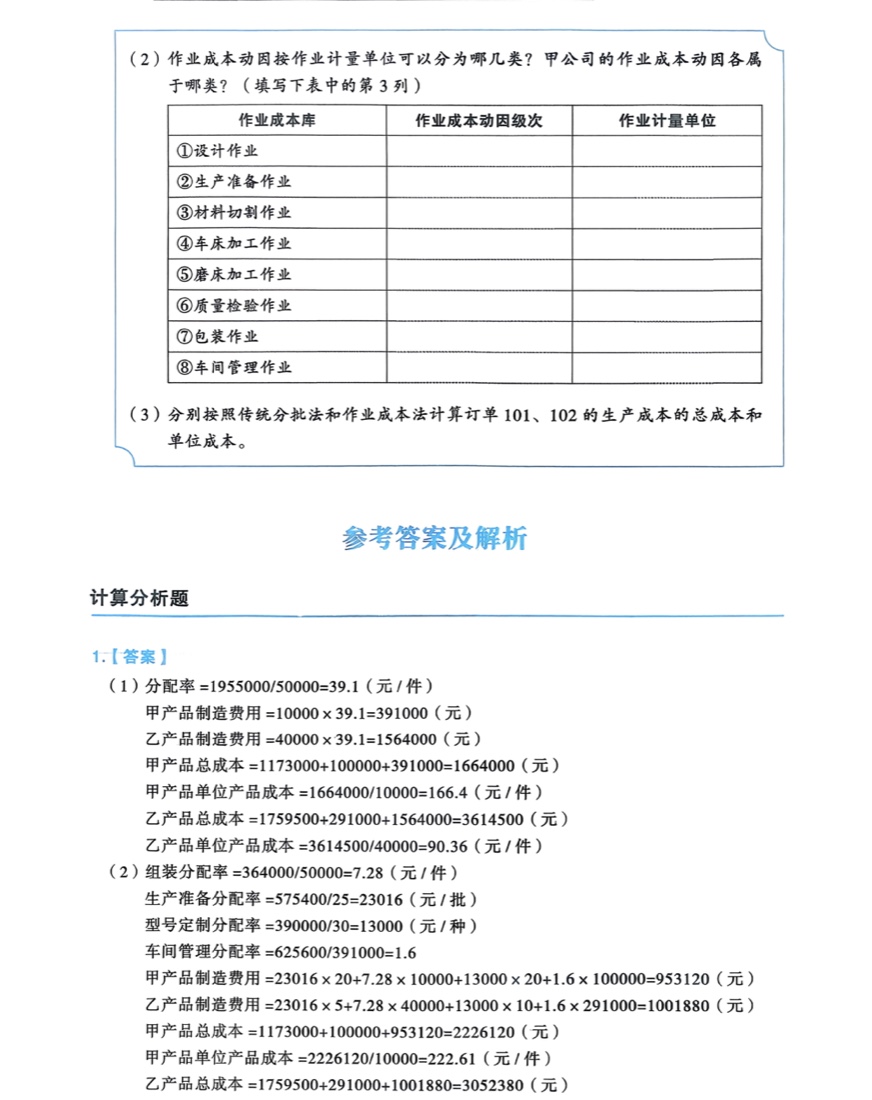 （2）作业成本动因按作业计量单位可以分为哪几类？甲公司的作业成本动因各属
于哪类？（填写下表中的第3列）
作业成本库 作业成本动因级次 作业计量单位
①设计作业
②生产准备作业
③材料切割作业
④车床加工作业
⑤磨床加工作业
⑥质量检验作业
⑦包装作业
⑧车间管理作业
（3）分别按照传统分批法和作业成本法计算订单101、102的生产成本的总成本和
单位成本。
参考答案及解析
计算分析题
1.【答案】
（1）分配率=1955000/50000=39.1（元/件）
甲产品制造费用=10000×39.1=391000（元）
乙产品制造费用=40000×39.1=1564000（元）
甲产品总成本=1173000+100000+391000=1664000（元）
甲产品单位产品成本=1664000/10000=166.4（元/件）
乙产品总成本=1759500+291000+1564000=3614500（元）
乙产品单位产品成本=3614500/40000=90.36（元/件）
（2）组装分配率=364000/50000=7.28（元/件）
生产准备分配率=575400/25=23016（元/批）
型号定制分配率=390000/30=13000（元/种）
车间管理分配率=625600/391000=1.6
甲产品制造费用=23016×20+7.28×10000+13000×20+1.6×100000=953120（元）
乙产品制造费用=23016×5+7.28×40000+13000×10+1.6×291000=1001880（元）
甲产品总成本=1173000+100000+953120=2226120（元）
甲产品单位产品成本=2226120/10000=222.61（元/件）
乙产品总成本=1759500+291000+1001880=3052380（元）